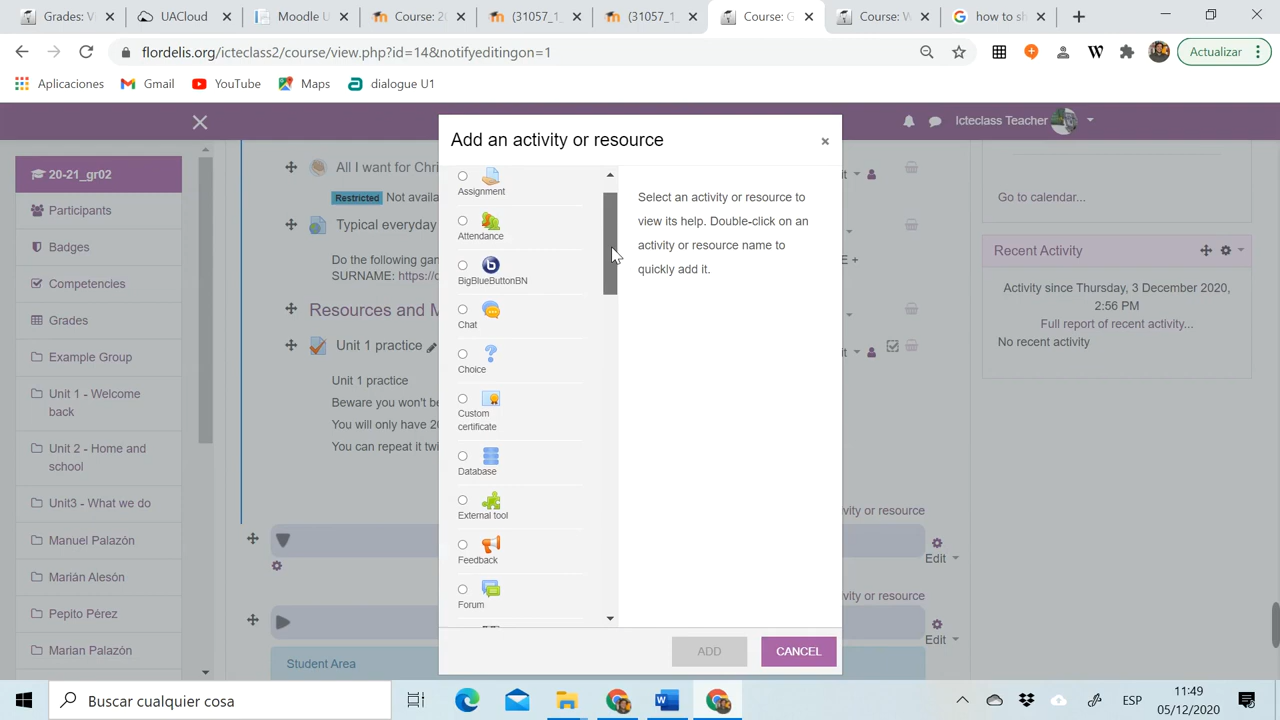 Grades: UA
UACloud
Moodle U
Course: 2
(31057_1_
(31057_1_
Course: G
Course: W
how to sh
flordelis.org/icteclass2/course/view.php?id=14&notifyeditingon=1
Actualizar
Aplicaciones
Gmail
YouTube
Maps
dialogue U1
Icteclass Teacher
20-21_gr02
Participants
Badges
Competencies
Grades
Example Group
Unit 1 - Welcome
back
Unit 2 - Home and
school
Unit3 - What we do
Manuel Palazón
Marián Alesón
Pepito Pérez
Marian Palazón
All I want for Chri
Restricted Not availa
Typical everyday
Do the following gam
SURNAME: https://c
Resources and M
Unit 1 practice
Unit 1 practice
Beware you won't be
You will only have 20
You can repeat it twi
Student Area
Add an activity or resource
×
Assignment
Attendance
BigBlueButtonBN
Chat
Choice
Custom
certificate
Database
External tool
Feedback
Forum
Select an activity or resource to
view its help. Double-click on an
activity or resource name to
quickly add it.
ADD
CANCEL
E +
vity or resource
Edit
vity or resource
Edit
Go to calendar...
Recent Activity
Activity since Thursday, 3 December 2020,
2:56 PM
Full report of recent activity...
No recent activity
Buscar cualquier cosa
ESP
11:49
05/12/2020